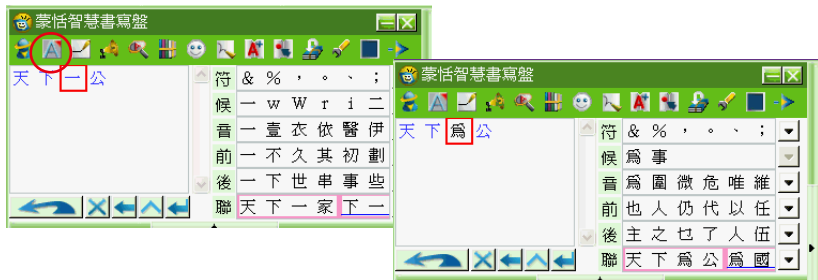 蒙恬智慧書寫盤
天下一公
符 & % ， 。 、 ；
候 一 w W r i 二
音 一 壹 衣 依 醫 伊
前 一 不 久 其 初 劃
後 一 下 世 串 事 些
聯 天下一家 下一
蒙恬智慧書寫盤
天下爲公
符 & % ， 。 、 ；
候 爲 事
音 爲 圍 微 危 唯 維
前 也 人 仍 代 以 任
後 主 之 at 了 人 伍
聯 天下爲公 爲國